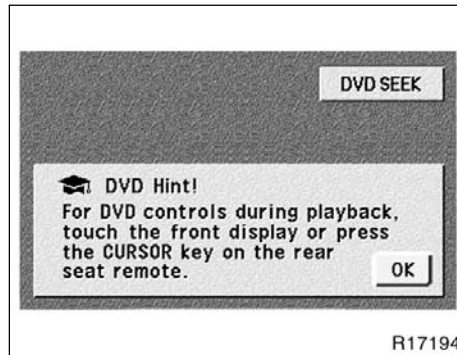 DVD SEEK
DVD Hint!
For DVD controls during playback,
touch the front display or press
the CURSOR key on the rear
seat remote.
OK
R17194